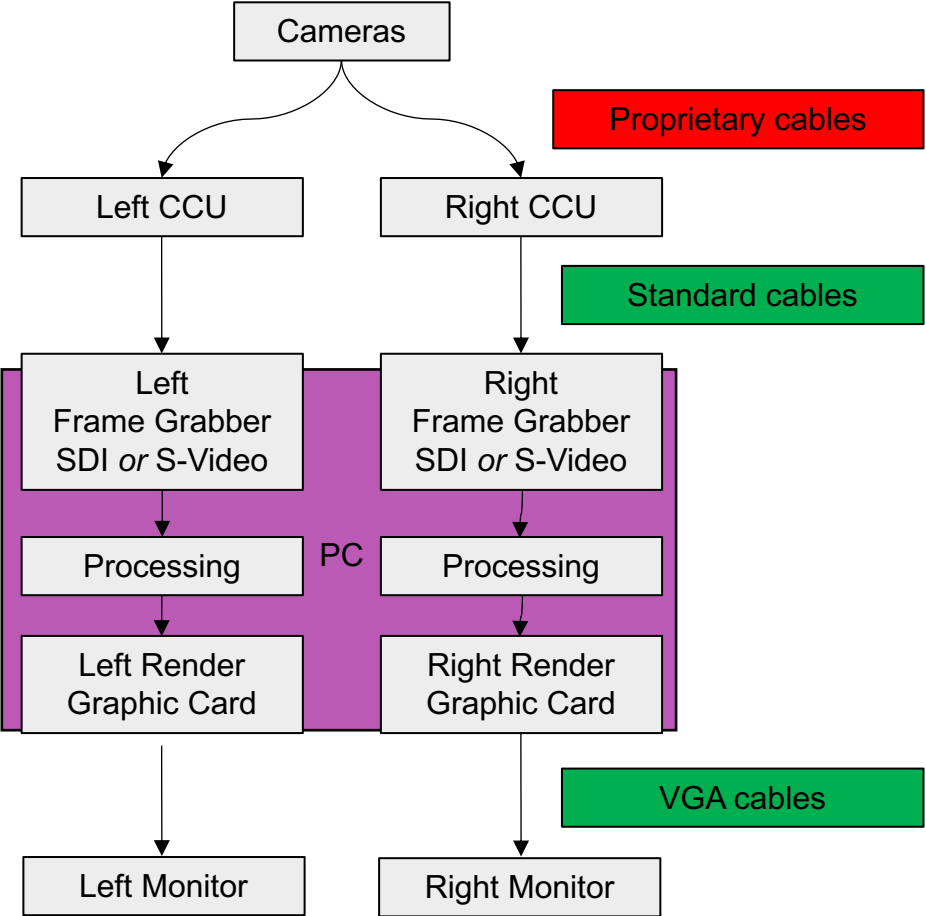 Cameras
Proprietary cables
Left CCU
Right CCU
Standard cables
Left
Frame Grabber
SDI or S-Video
Right
Frame Grabber
SDI or S-Video
PC
Processing
Processing
Left Render
Graphic Card
Right Render
Graphic Card
VGA cables
Left Monitor
Right Monitor